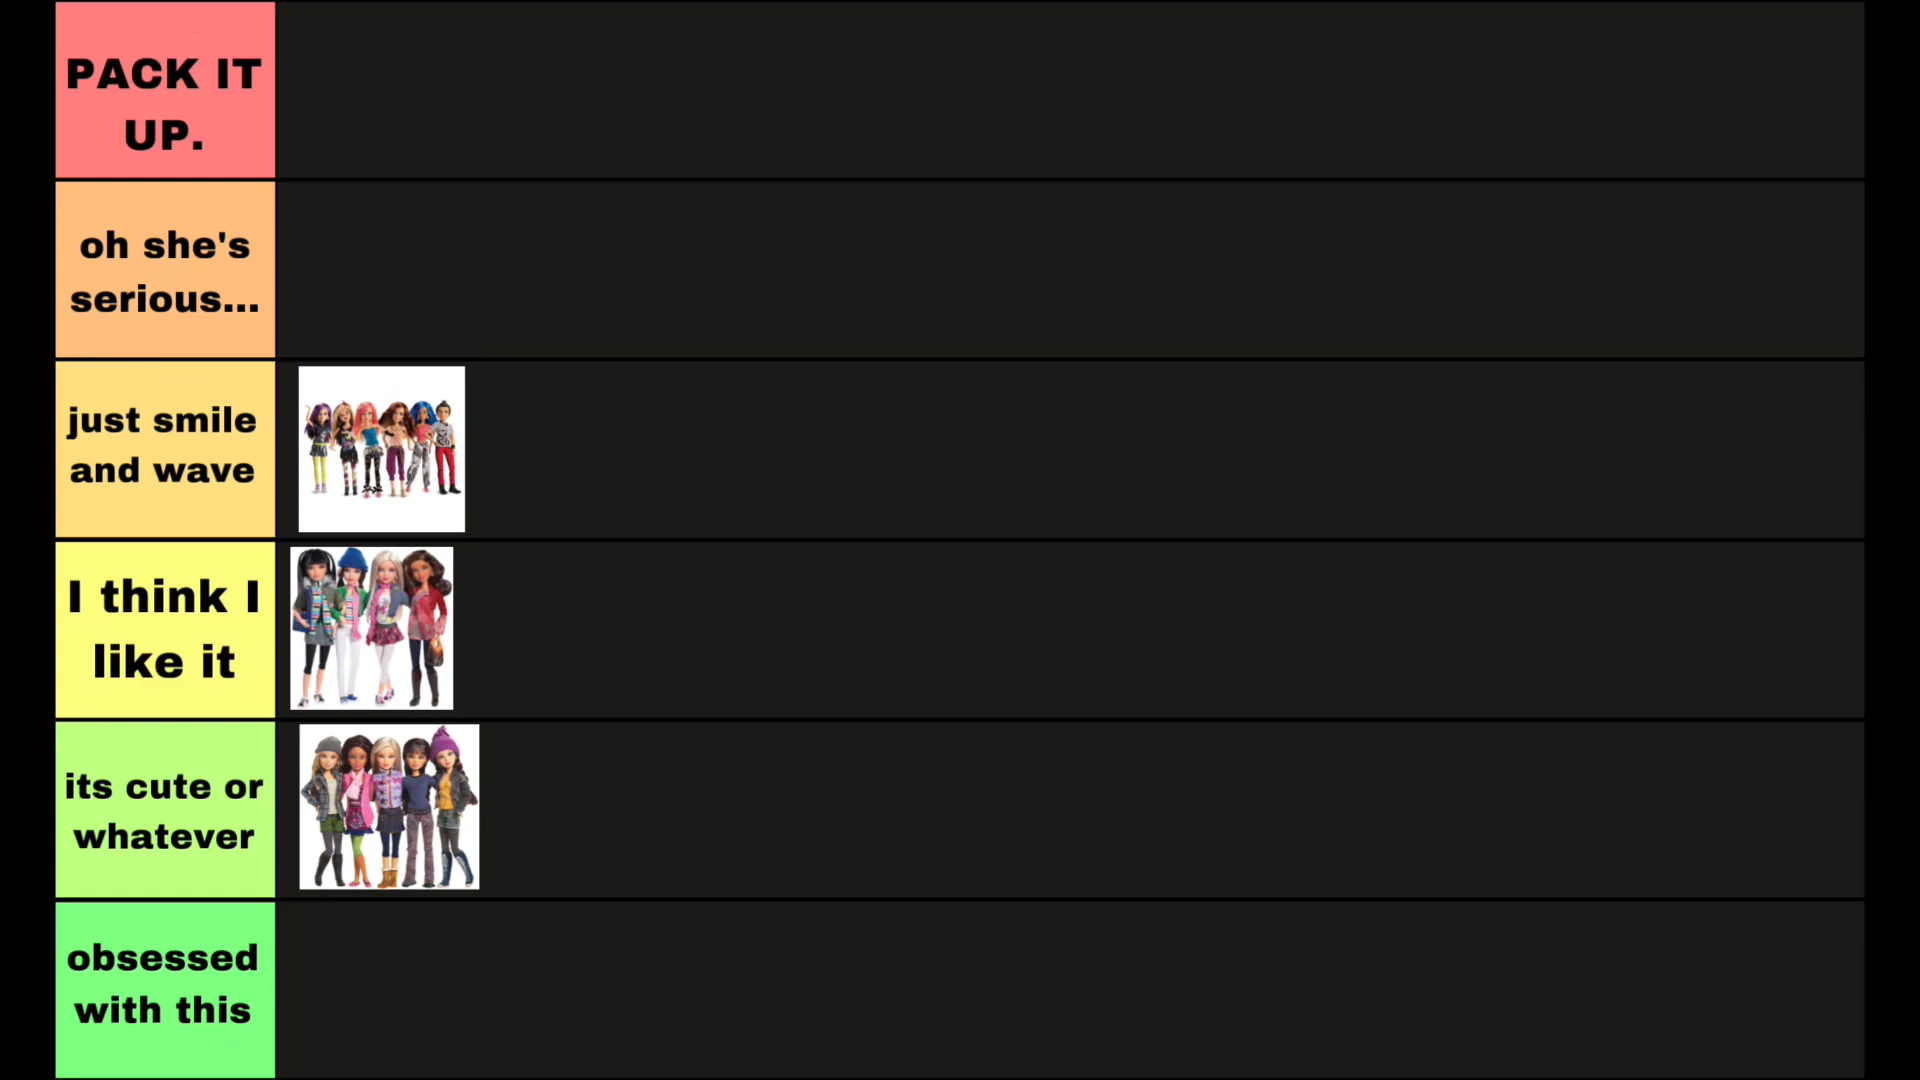 PACK IT
UP.
oh she's
serious...
just smile
and wave
I think I
like it
its cute or
whatever
obsessed
with this